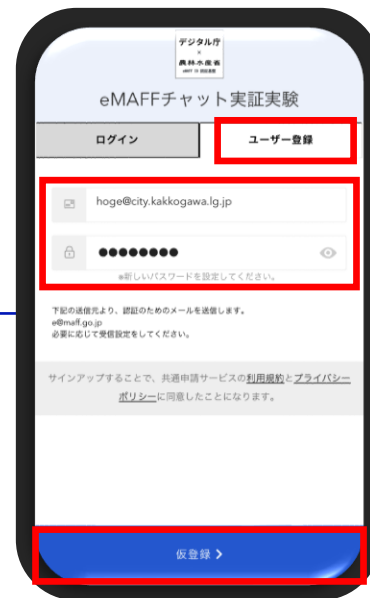 デジタル庁
×
農林水産省
eMAFFチャット実証実験
ログイン
ユーザー登録
hoge@city.kakkogawa.lg.jp
●●●●●●●●
※新しいパスワードを設定してください。
下記の送信元より、認証のためのメールを送信します。
e@maff.go.jp
必要に応じて受信設定をしてください。
サインアップすることで、共通申請サービスの利用規約とプライバシー
ポリシーに同意したことになります。
仮登録 >